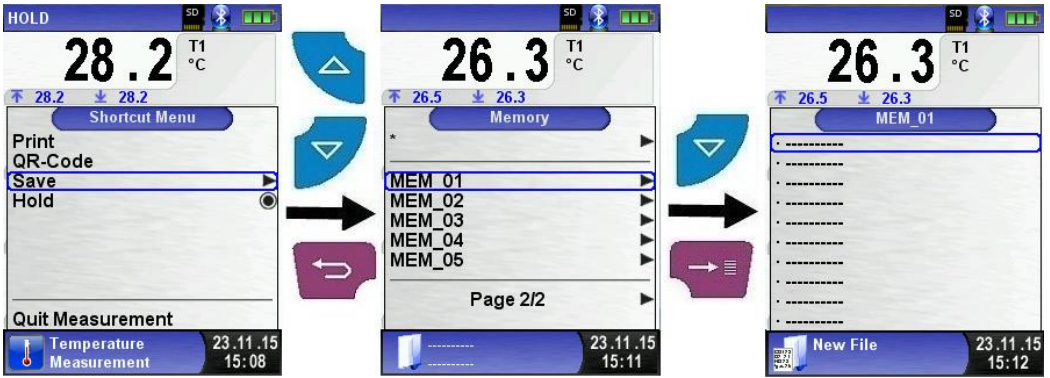 HOLD
SD
28.2
T1
°C
28.2
28.2
Shortcut Menu
Print
QR-Code
Save
Hold
Quit Measurement
Temperature
Measurement
23.11.15
15:08
SD
26.3
T1
°C
26.5
26.3
Memory
*
MEM_01
MEM_02
MEM_03
MEM_04
MEM_05
Page 2/2
----------
----------
23.11.15
15:11
SD
26.3
T1
°C
26.5
26.3
MEM_01
· ----------
· ----------
· ----------
· ----------
· ----------
· ----------
· ----------
· ----------
· ----------
· ----------
New File
23.11.15
15:12